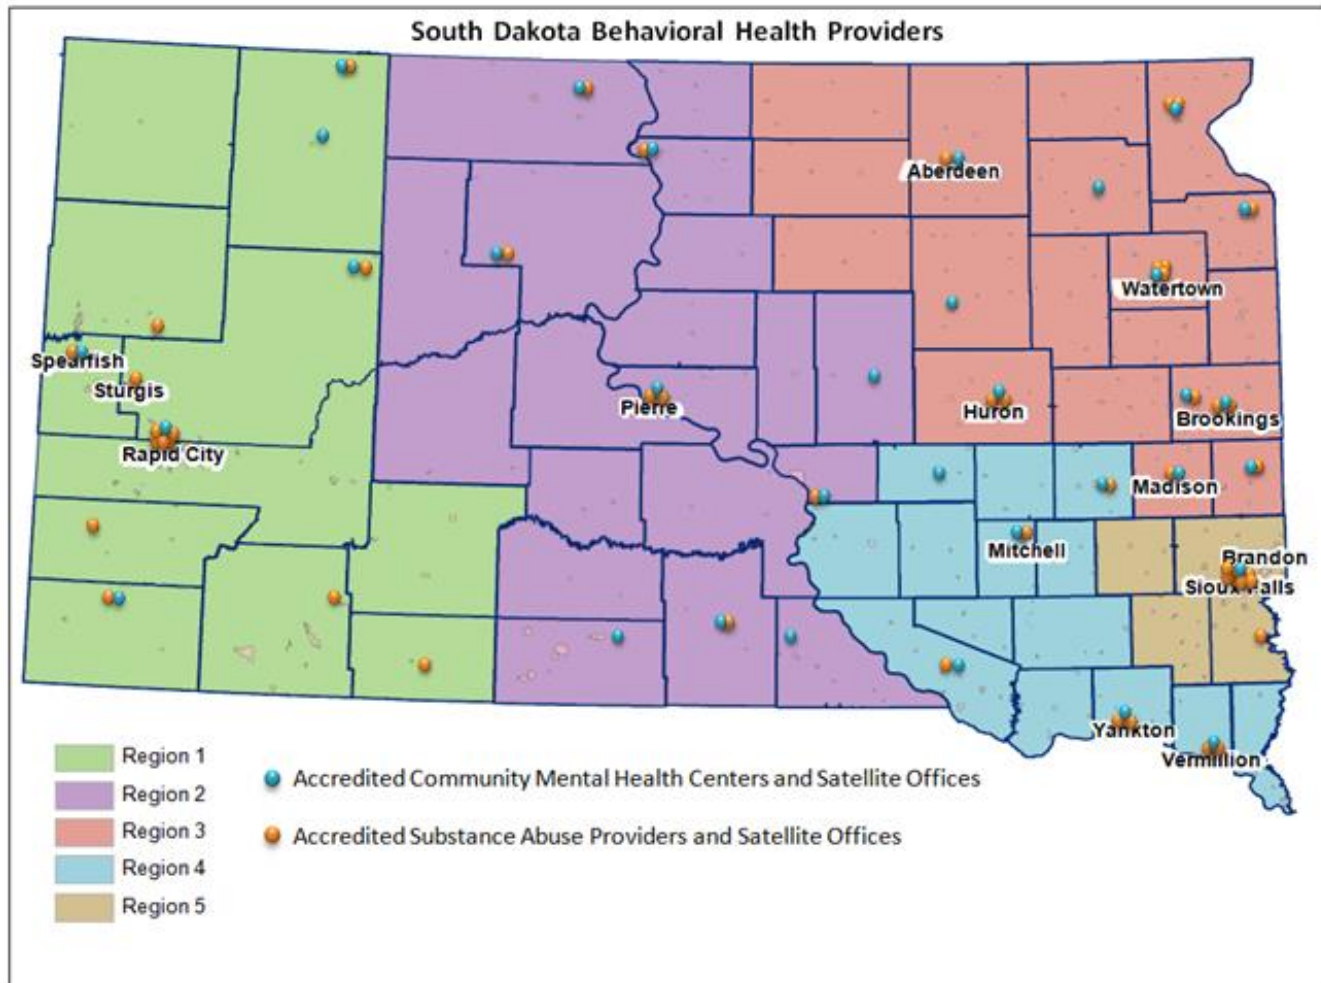 South Dakota Behavioral Health Providers
Aberdeen
Watertown
Spearfish
Sturgis
Pierre
Huron
Brookings
Rapid City
Madison
Mitchell
Brandon
Sioux Falls
Yankton
Vermillion
Region 1
Region 2
Region 3
Region 4
Region 5
Accredited Community Mental Health Centers and Satellite Offices
Accredited Substance Abuse Providers and Satellite Offices